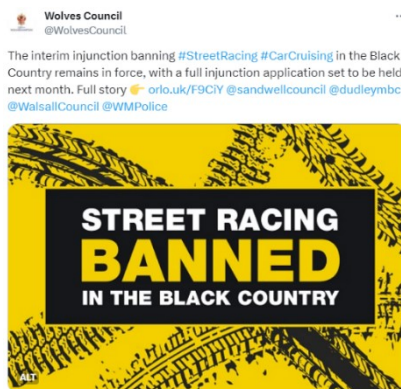 Wolves Council
@WolvesCouncil
The interim injunction banning #StreetRacing #CarCruising in the Black
Country remains in force, with a full injunction application set to be held
next month. Full story 👉 orlo.uk/F9CiY @sandwellcouncil @dudleymbc
@WalsallCouncil @WMPolice
STREET RACING
BANNED
IN THE BLACK COUNTRY
ALT